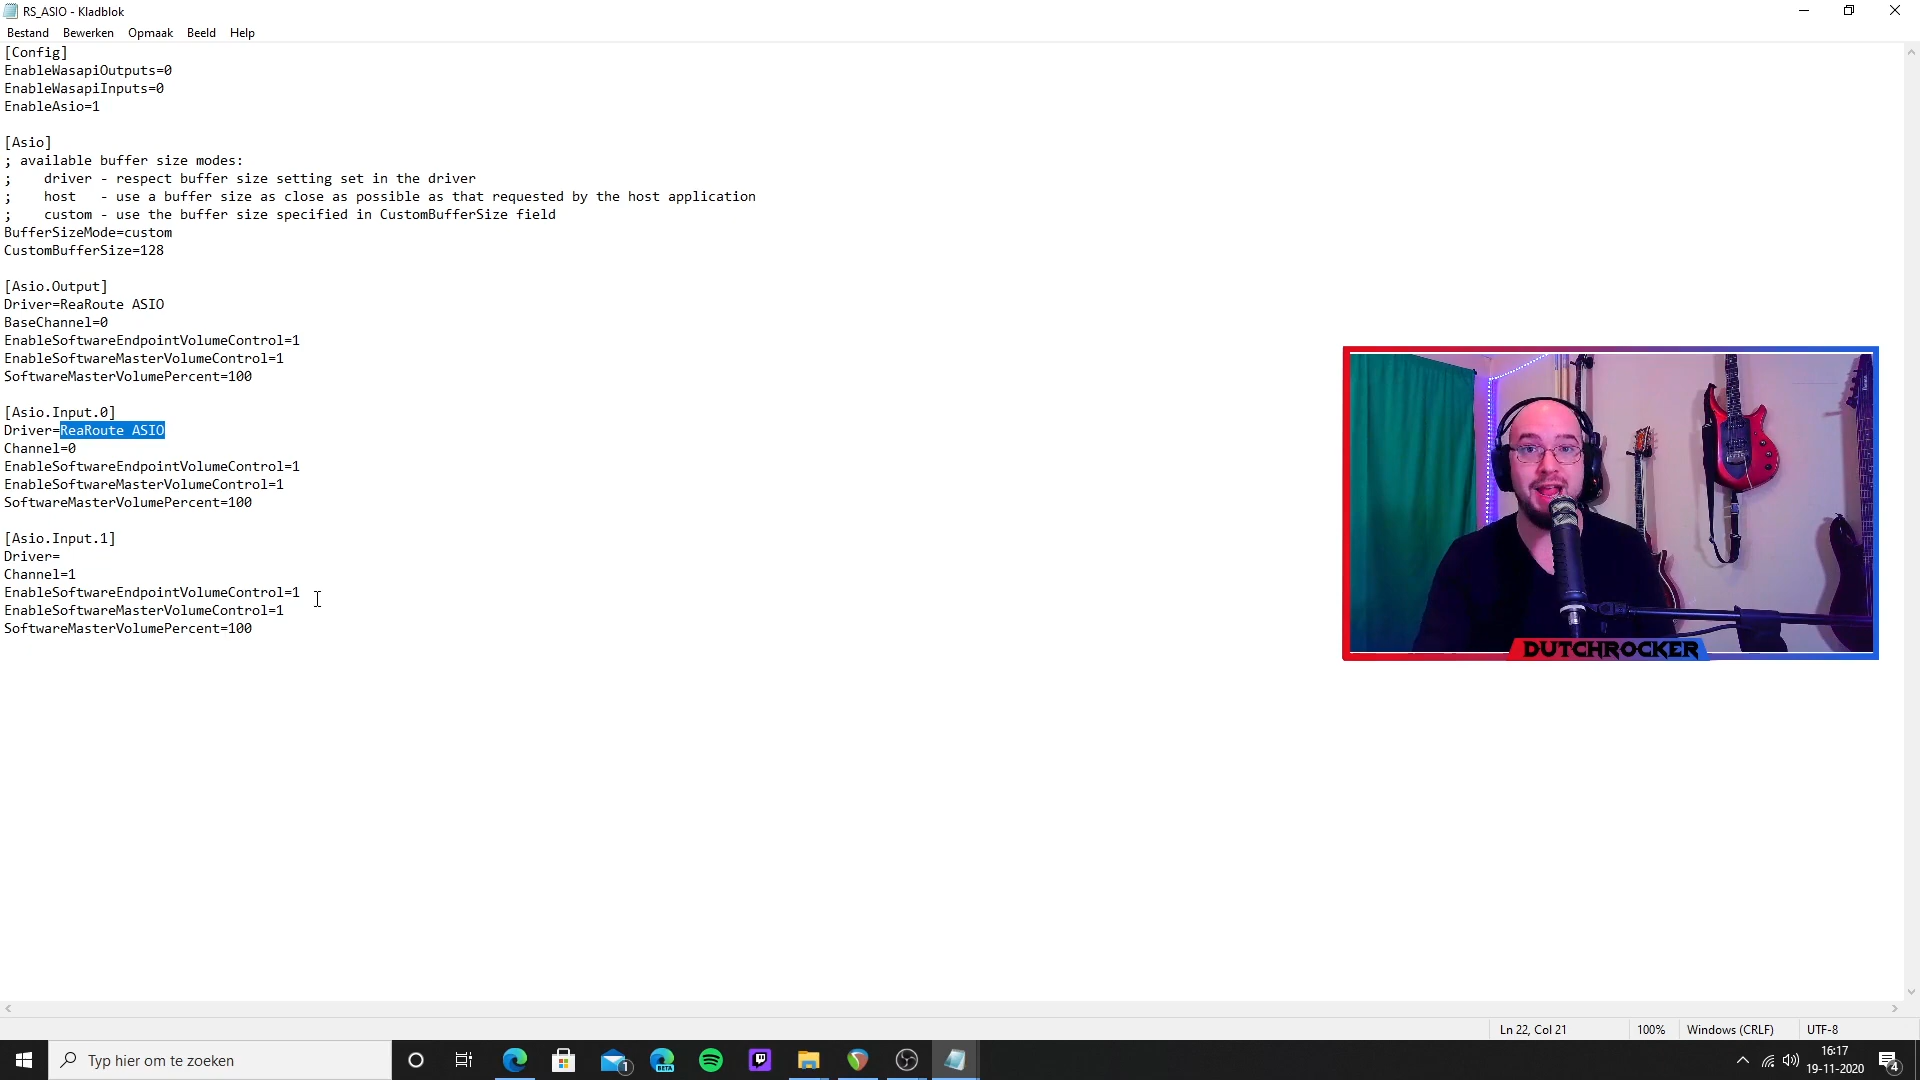 RS_ASIO - Kladblok
Bestand Bewerken Opmaak Beeld Help
[Config]
EnableWasapiOutputs=0
EnableWasapiInputs=0
EnableAsio=1
[Asio]
; available buffer size modes:
;    driver - respect buffer size setting set in the driver
;    host   - use a buffer size as close as possible as that requested by the host application
;    custom - use the buffer size specified in CustomBufferSize field
BufferSizeMode=custom
CustomBufferSize=128
[Asio.Output]
Driver=ReaRoute ASIO
BaseChannel=0
EnableSoftwareEndpointVolumeControl=1
EnableSoftwareMasterVolumeControl=1
SoftwareMasterVolumePercent=100
[Asio.Input.0]
Driver=ReaRoute ASIO
Channel=0
EnableSoftwareEndpointVolumeControl=1
EnableSoftwareMasterVolumeControl=1
SoftwareMasterVolumePercent=100
[Asio.Input.1]
Driver=
Channel=1
EnableSoftwareEndpointVolumeControl=1
EnableSoftwareMasterVolumeControl=1
SoftwareMasterVolumePercent=100
DUTCHROCKER
Ln 22, Col 21 100% Windows (CRLF) UTF-8
Typ hier om te zoeken
1
BETA
16:17
19-11-2020
4